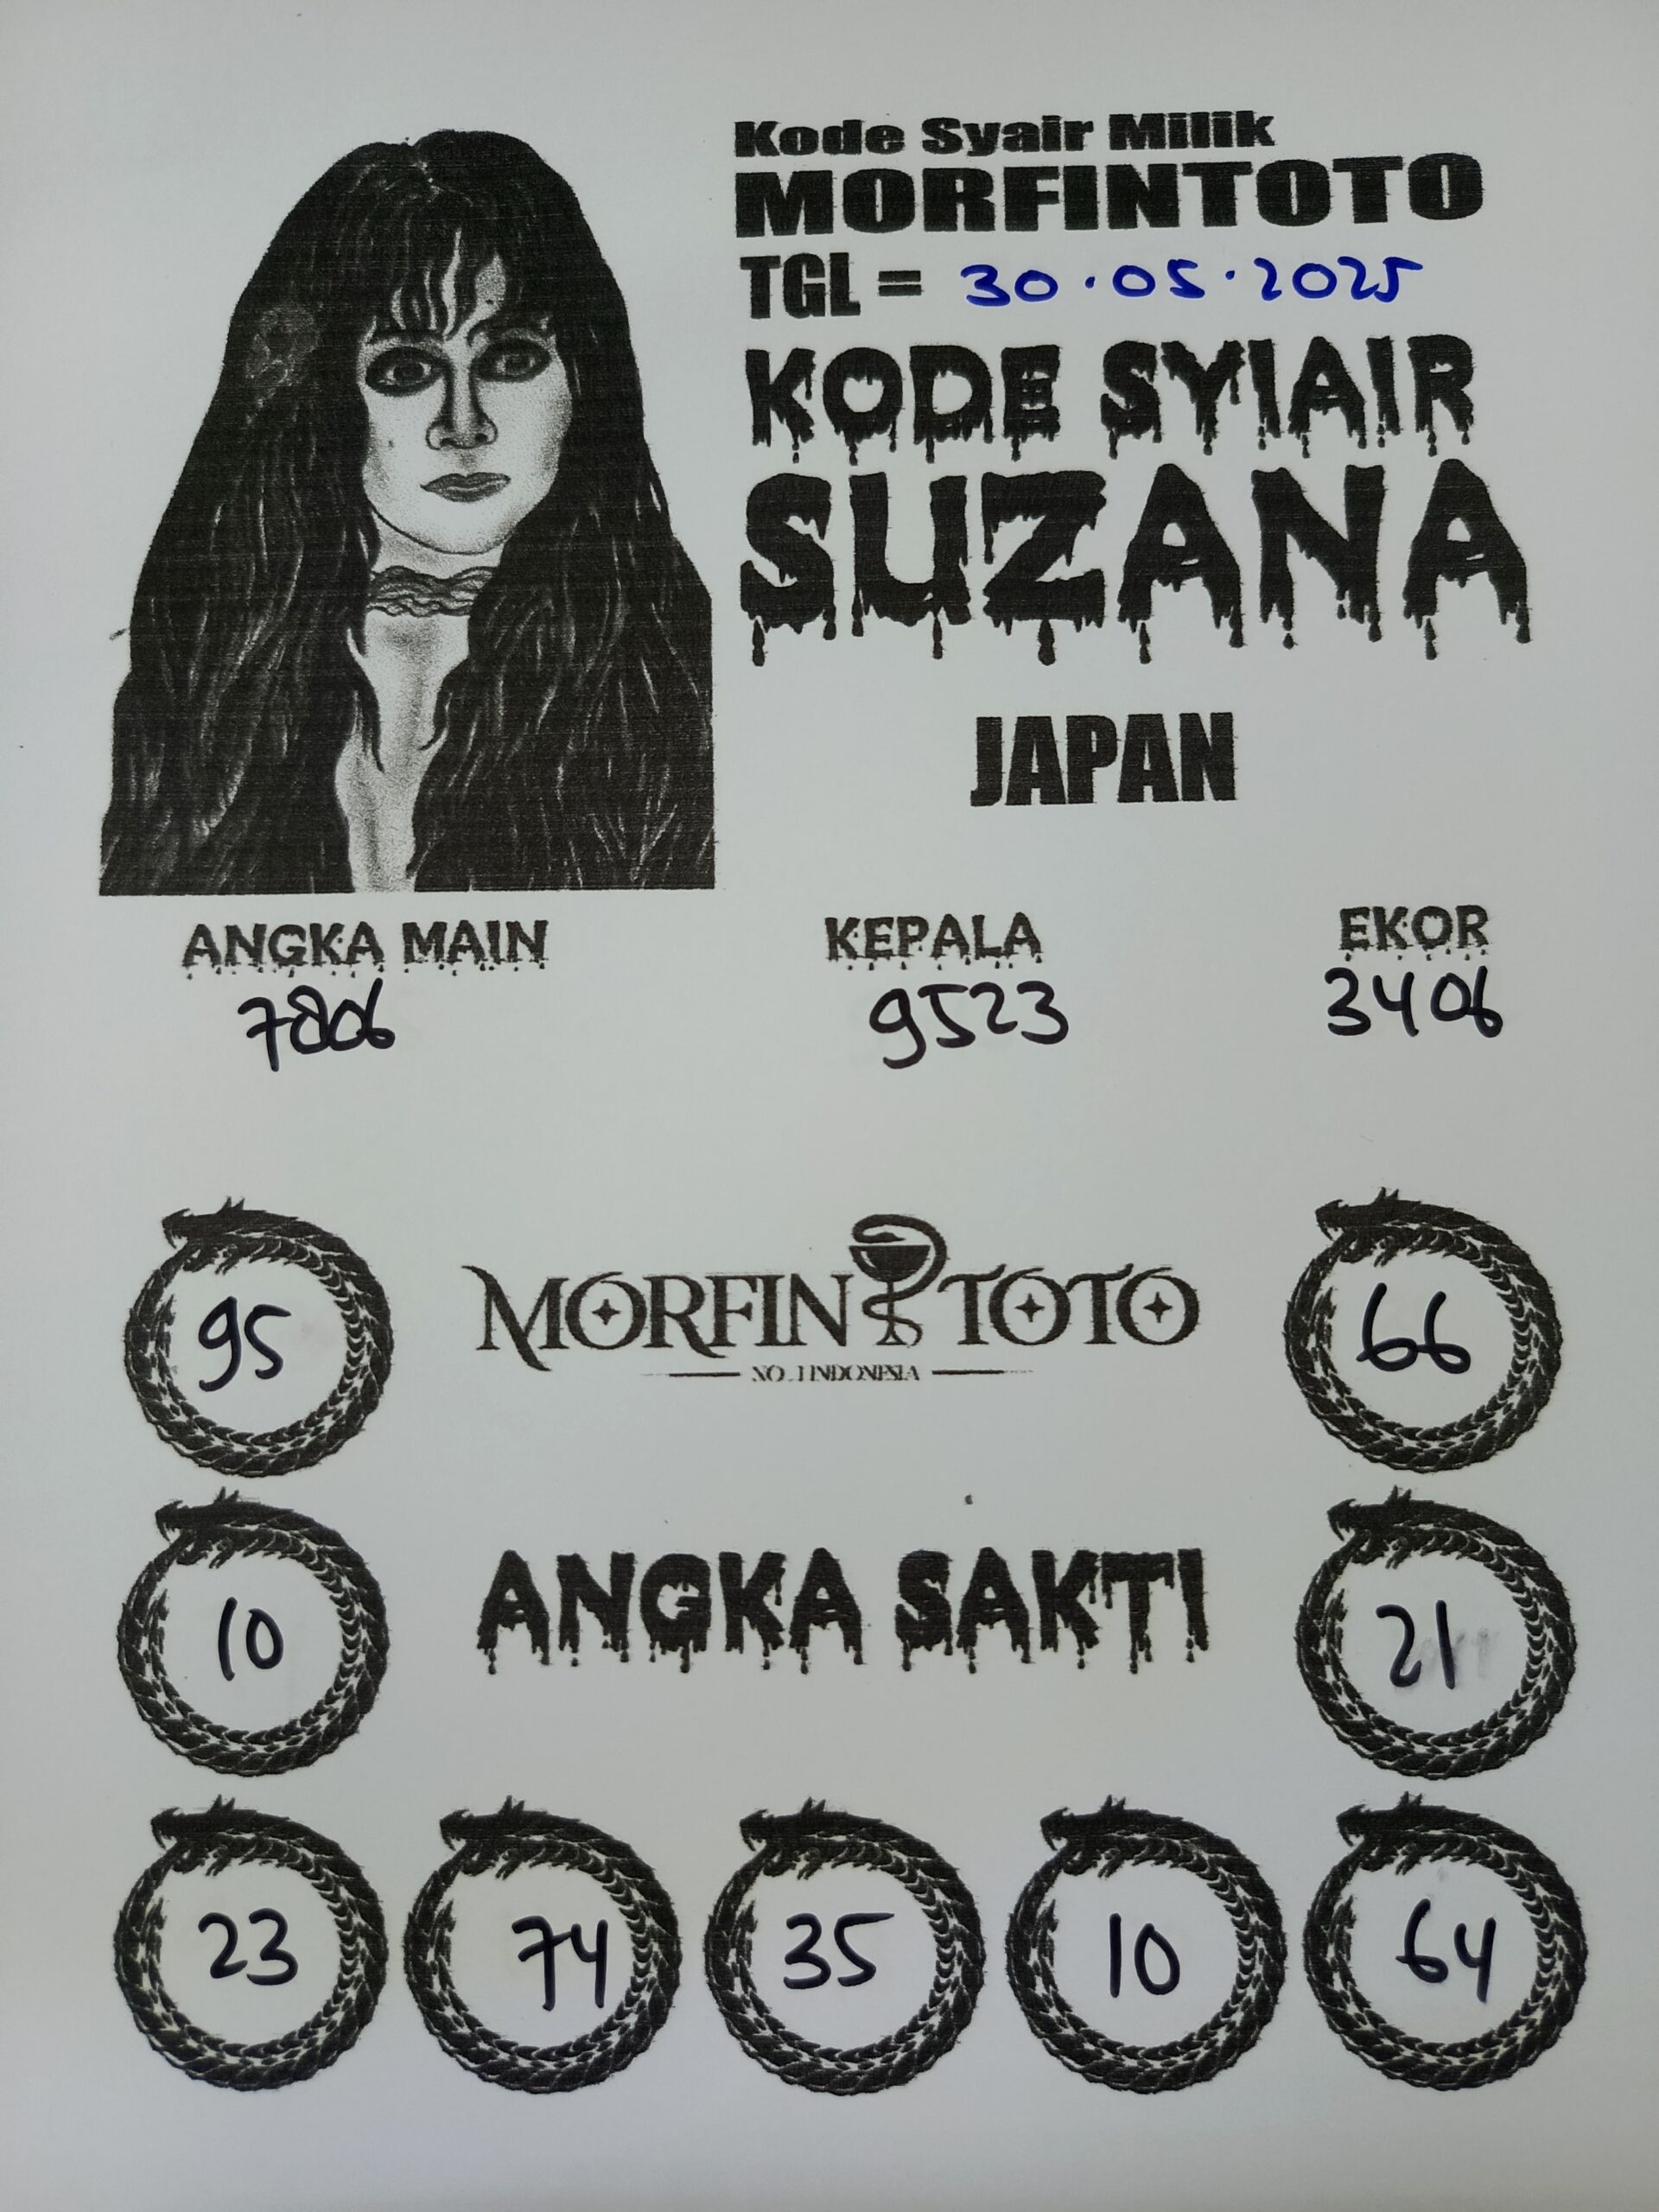 Kode Syair Milik
MORFINTOTO
TGL = 30.05.2025
KODE SYIAIR
SUZANA
JAPAN
ANGKA MAIN KEPALA EKOR
7806 9523 3406
95 MORFIN TOTO 66
NO.1 INDONESIA
10 ANGKA SAKTI 21
23 74 35 10 64